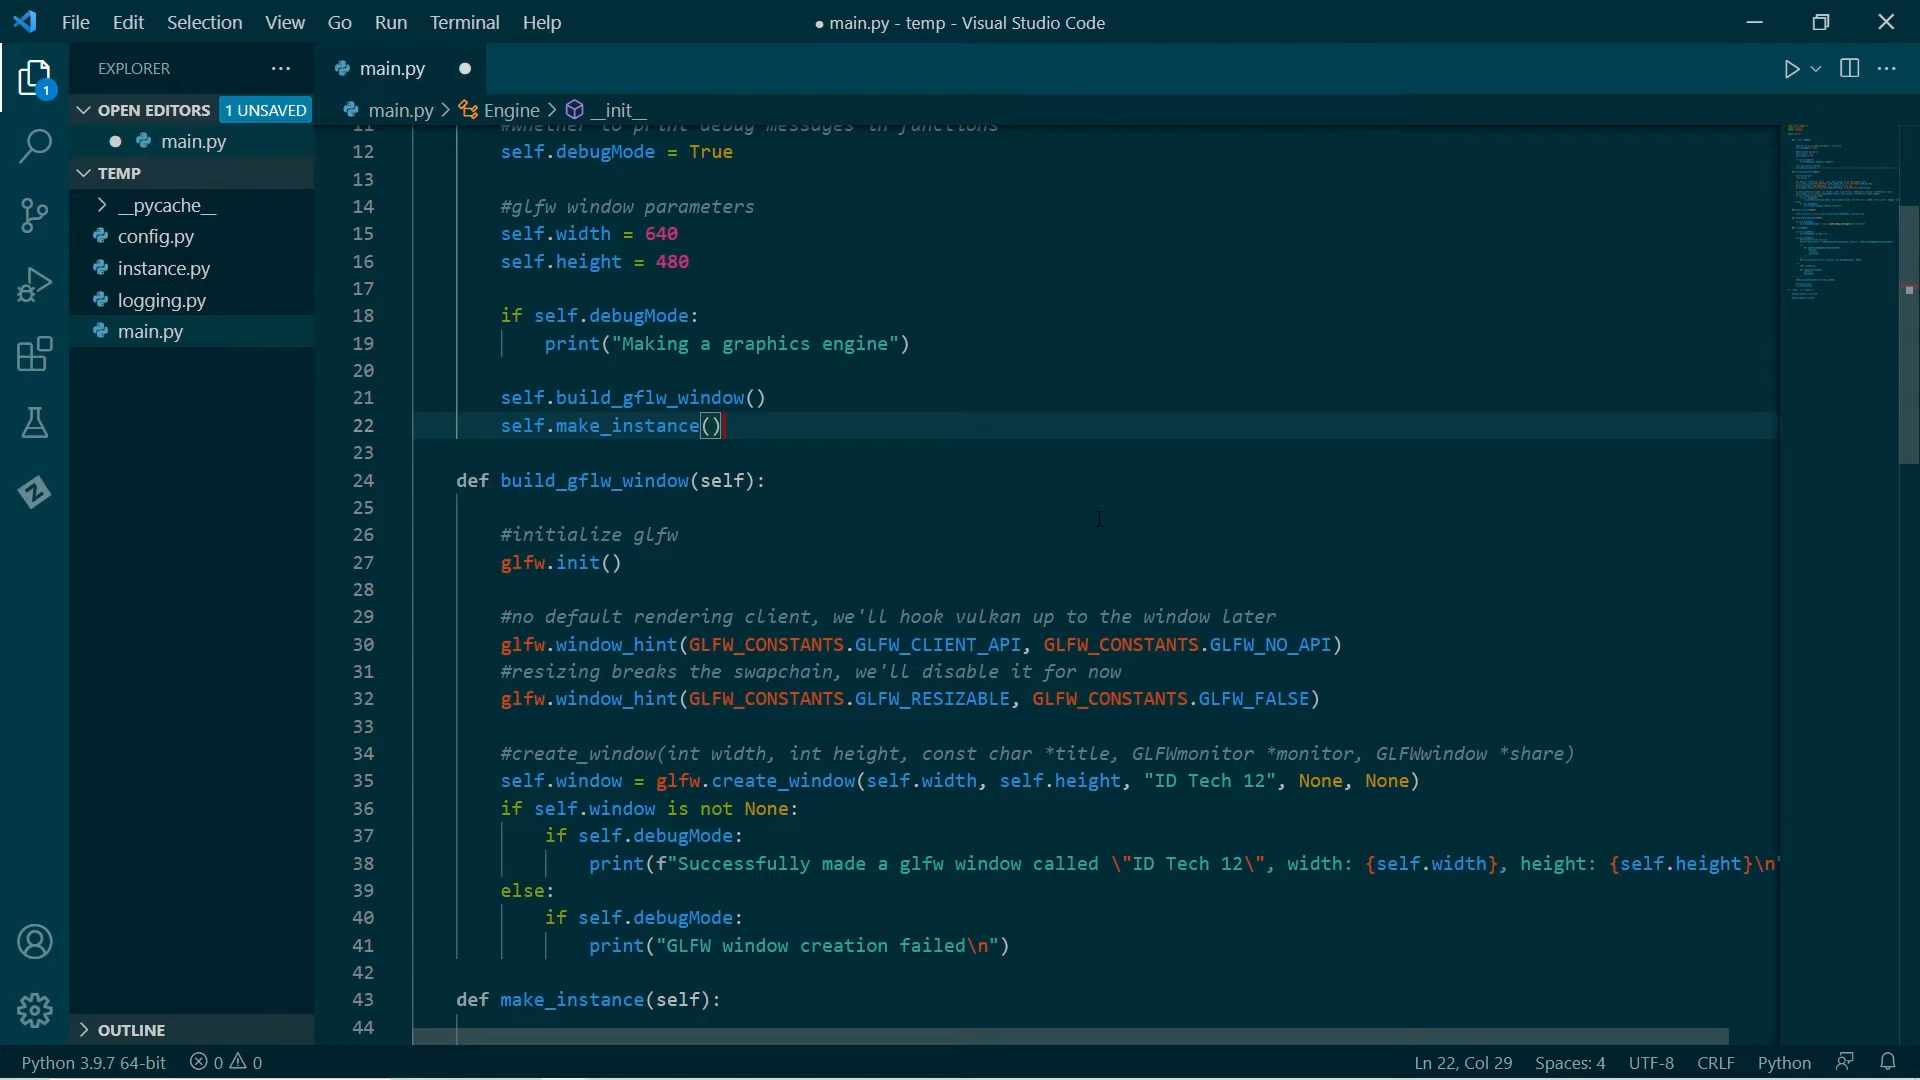 File Edit Selection View Go Run Terminal Help
● main.py - temp - Visual Studio Code
EXPLORER ···
main.py ●
1
OPEN EDITORS 1 UNSAVED
main.py > Engine > __init__
● main.py
TEMP
__pycache__
config.py
instance.py
logging.py
main.py
OUTLINE
11 #whether to print debug messages in functions
12 self.debugMode = True
13
14 #glfw window parameters
15 self.width = 640
16 self.height = 480
17
18 if self.debugMode:
19 print("Making a graphics engine")
20
21 self.build_gflw_window()
22 self.make_instance()
23
24 def build_gflw_window(self):
25
26 #initialize glfw
27 glfw.init()
28
29 #no default rendering client, we'll hook vulkan up to the window later
30 glfw.window_hint(GLFW_CONSTANTS.GLFW_CLIENT_API, GLFW_CONSTANTS.GLFW_NO_API)
31 #resizing breaks the swapchain, we'll disable it for now
32 glfw.window_hint(GLFW_CONSTANTS.GLFW_RESIZABLE, GLFW_CONSTANTS.GLFW_FALSE)
33
34 #create_window(int width, int height, const char *title, GLFWmonitor *monitor, GLFWwindow *share)
35 self.window = glfw.create_window(self.width, self.height, "ID Tech 12", None, None)
36 if self.window is not None:
37 if self.debugMode:
38 print(f"Successfully made a glfw window called \"ID Tech 12\", width: {self.width}, height: {self.height}\n"
39 else:
40 if self.debugMode:
41 print("GLFW window creation failed\n")
42
43 def make_instance(self):
44
Python 3.9.7 64-bit 0 0 Ln 22, Col 29 Spaces: 4 UTF-8 CRLF Python